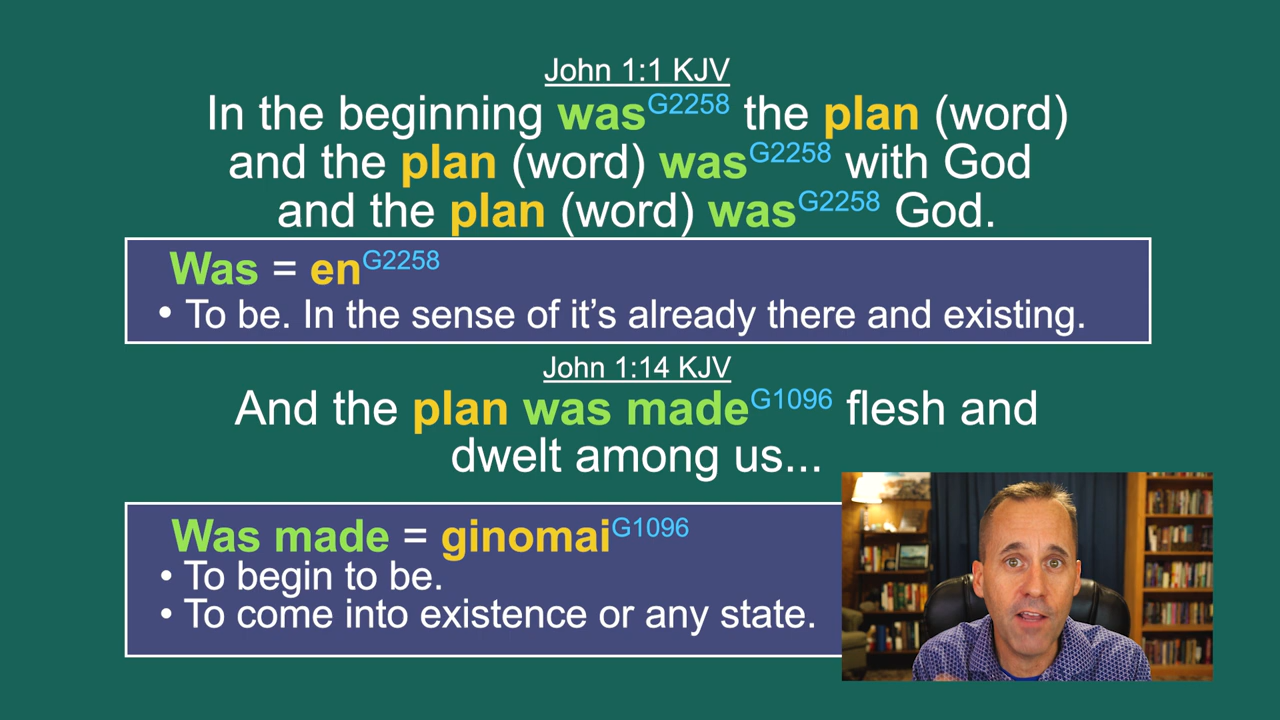 John 1:1 KJV
In the beginning wasG2258 the plan (word)
and the plan (word) wasG2258 with God
and the plan (word) wasG2258 God.
Was = enG2258
• To be. In the sense of it’s already there and existing.
John 1:14 KJV
And the plan was madeG1096 flesh and
dwelt among us...
Was made = ginomaiG1096
• To begin to be.
• To come into existence or any state.